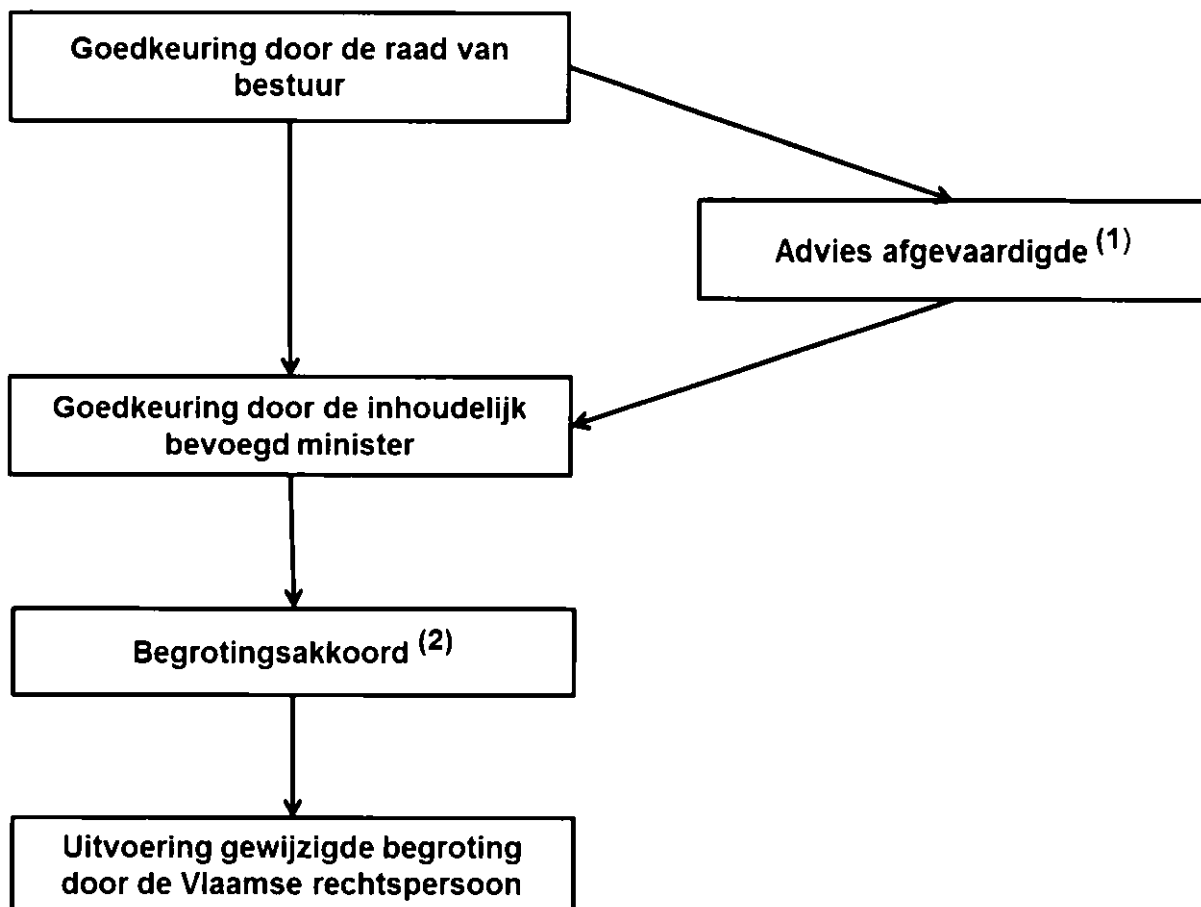 Goedkeuring door de raad van
bestuur
Advies afgevaardigde (1)
Goedkeuring door de inhoudelijk
bevoegd minister
Begrotingsakkoord (2)
Uitvoering gewijzigde begroting
door de Vlaamse rechtspersoon